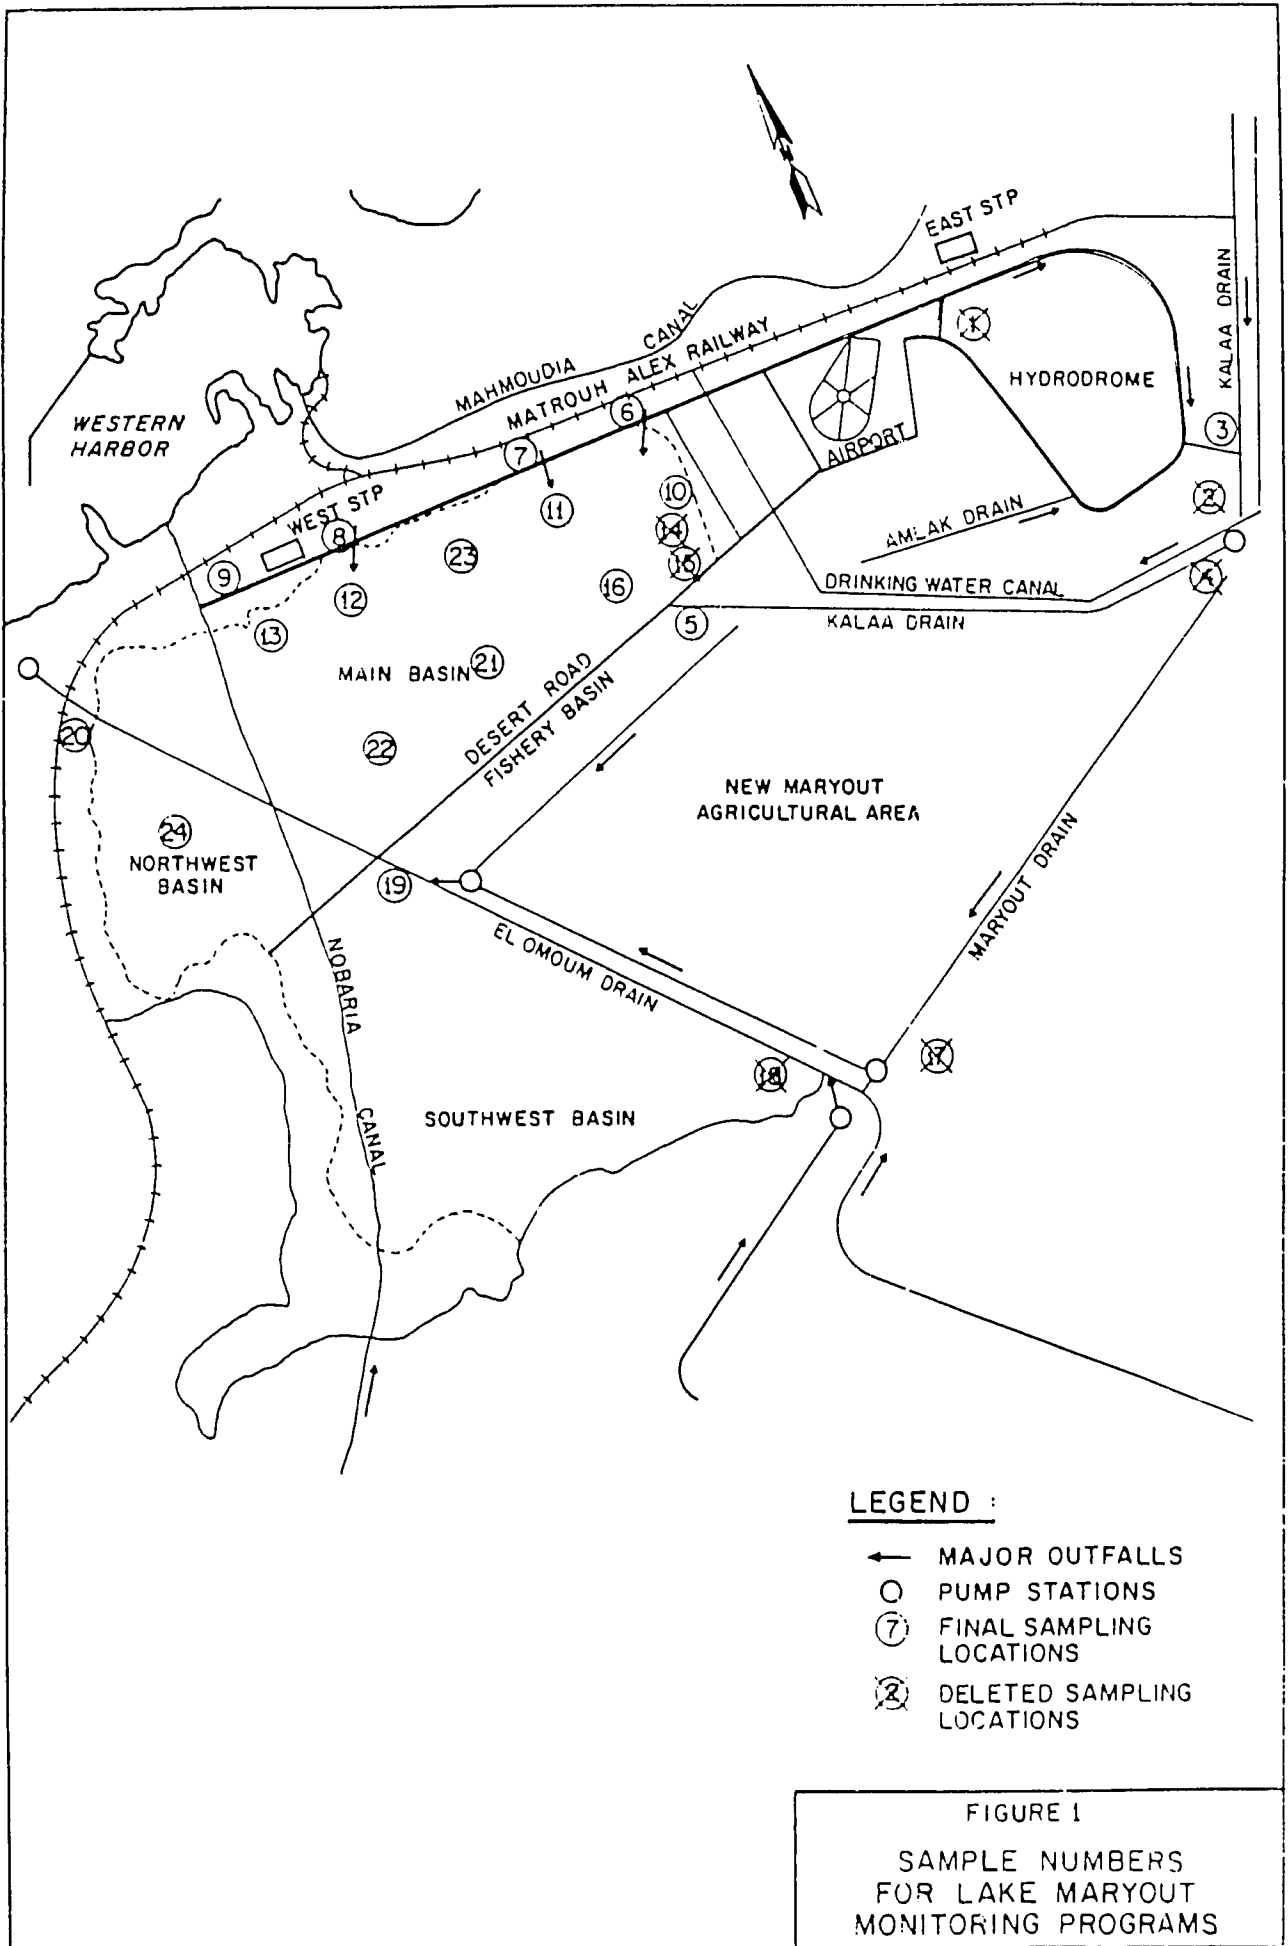 N
EAST STP
KALAA DRAIN
1
HYDRODROME
MAHMOUDIA CANAL
MATROUH ALEX RAILWAY
WESTERN
HARBOR
6
3
7
AIRPORT
WEST STP
10
2
11
8
14
AMLAK DRAIN
23
15
4
9
16
DRINKING WATER CANAL
12
5
KALAA DRAIN
13
MAIN BASIN
21
DESERT ROAD
FISHERY BASIN
20
22
NEW MARYOUT
AGRICULTURAL AREA
24
NORTHWEST
BASIN
19
MARYOUT DRAIN
EL OMOUM DRAIN
NOBARIA CANAL
17
18
SOUTHWEST BASIN
LEGEND :
MAJOR OUTFALLS
PUMP STATIONS
7 FINAL SAMPLING
LOCATIONS
2 DELETED SAMPLING
LOCATIONS
FIGURE 1
SAMPLE NUMBERS
FOR LAKE MARYOUT
MONITORING PROGRAMS